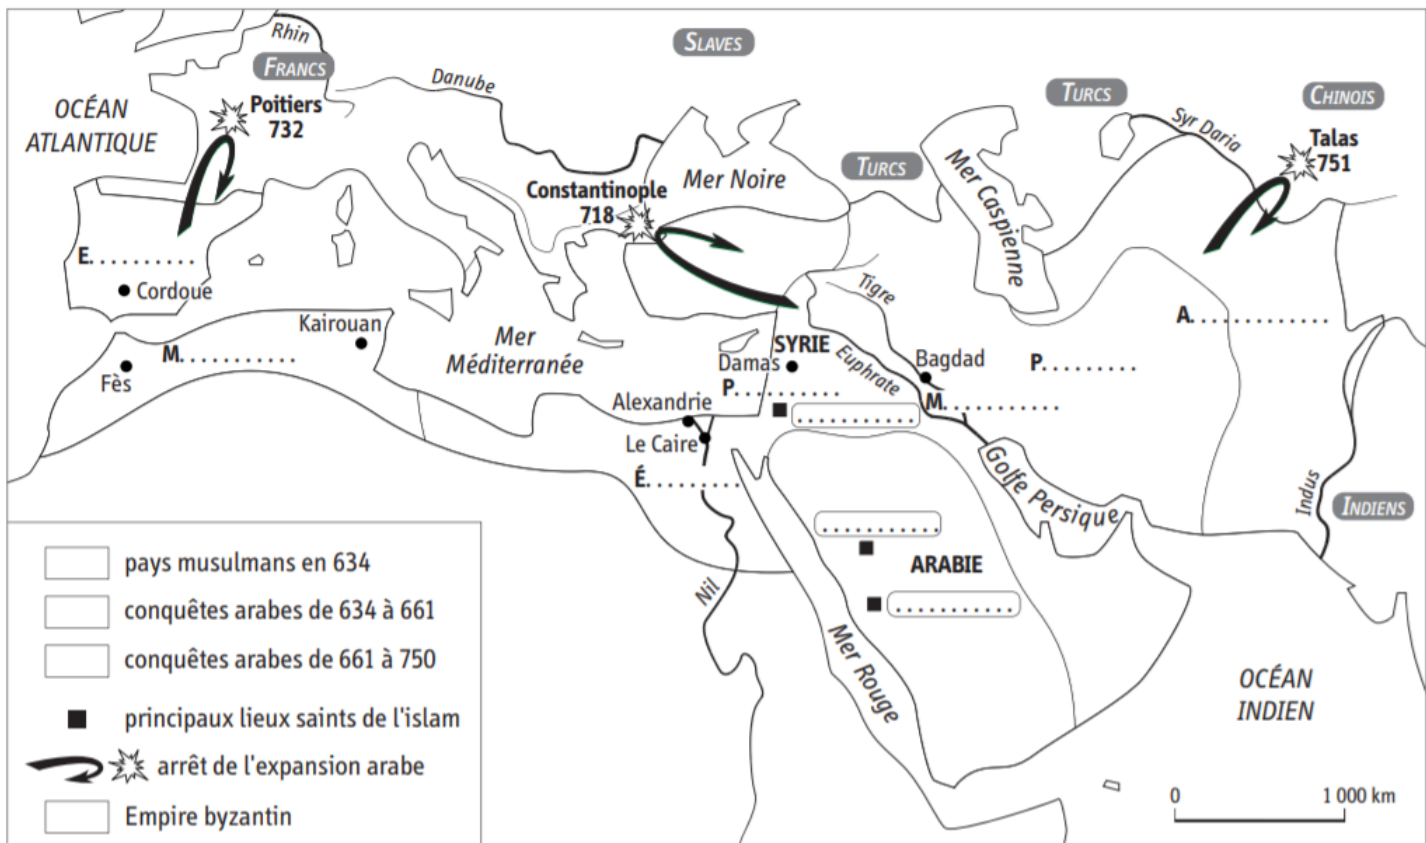 Rhin
SLAVES
FRANCS
Danube
OCÉAN
ATLANTIQUE
Poitiers
732
TURCS
CHINOIS
Syr Daria
Talas
751
TURCS
Mer Caspienne
Constantinople
718
Mer Noire
E..........
Cordoue
Kairouan
M...........
Fès
Mer
Méditerranée
Tigre
SYRIE
Damas
Euphrate
Bagdad
A.............
P.........
P..........
M...........
...........
Alexandrie
Le Caire
É.........
Golfe Persique
Indus
INDIENS
...........
ARABIE
...........
Nil
Mer Rouge
OCÉAN
INDIEN
pays musulmans en 634
conquêtes arabes de 634 à 661
conquêtes arabes de 661 à 750
principaux lieux saints de l'islam
arrêt de l'expansion arabe
Empire byzantin
0 1 000 km